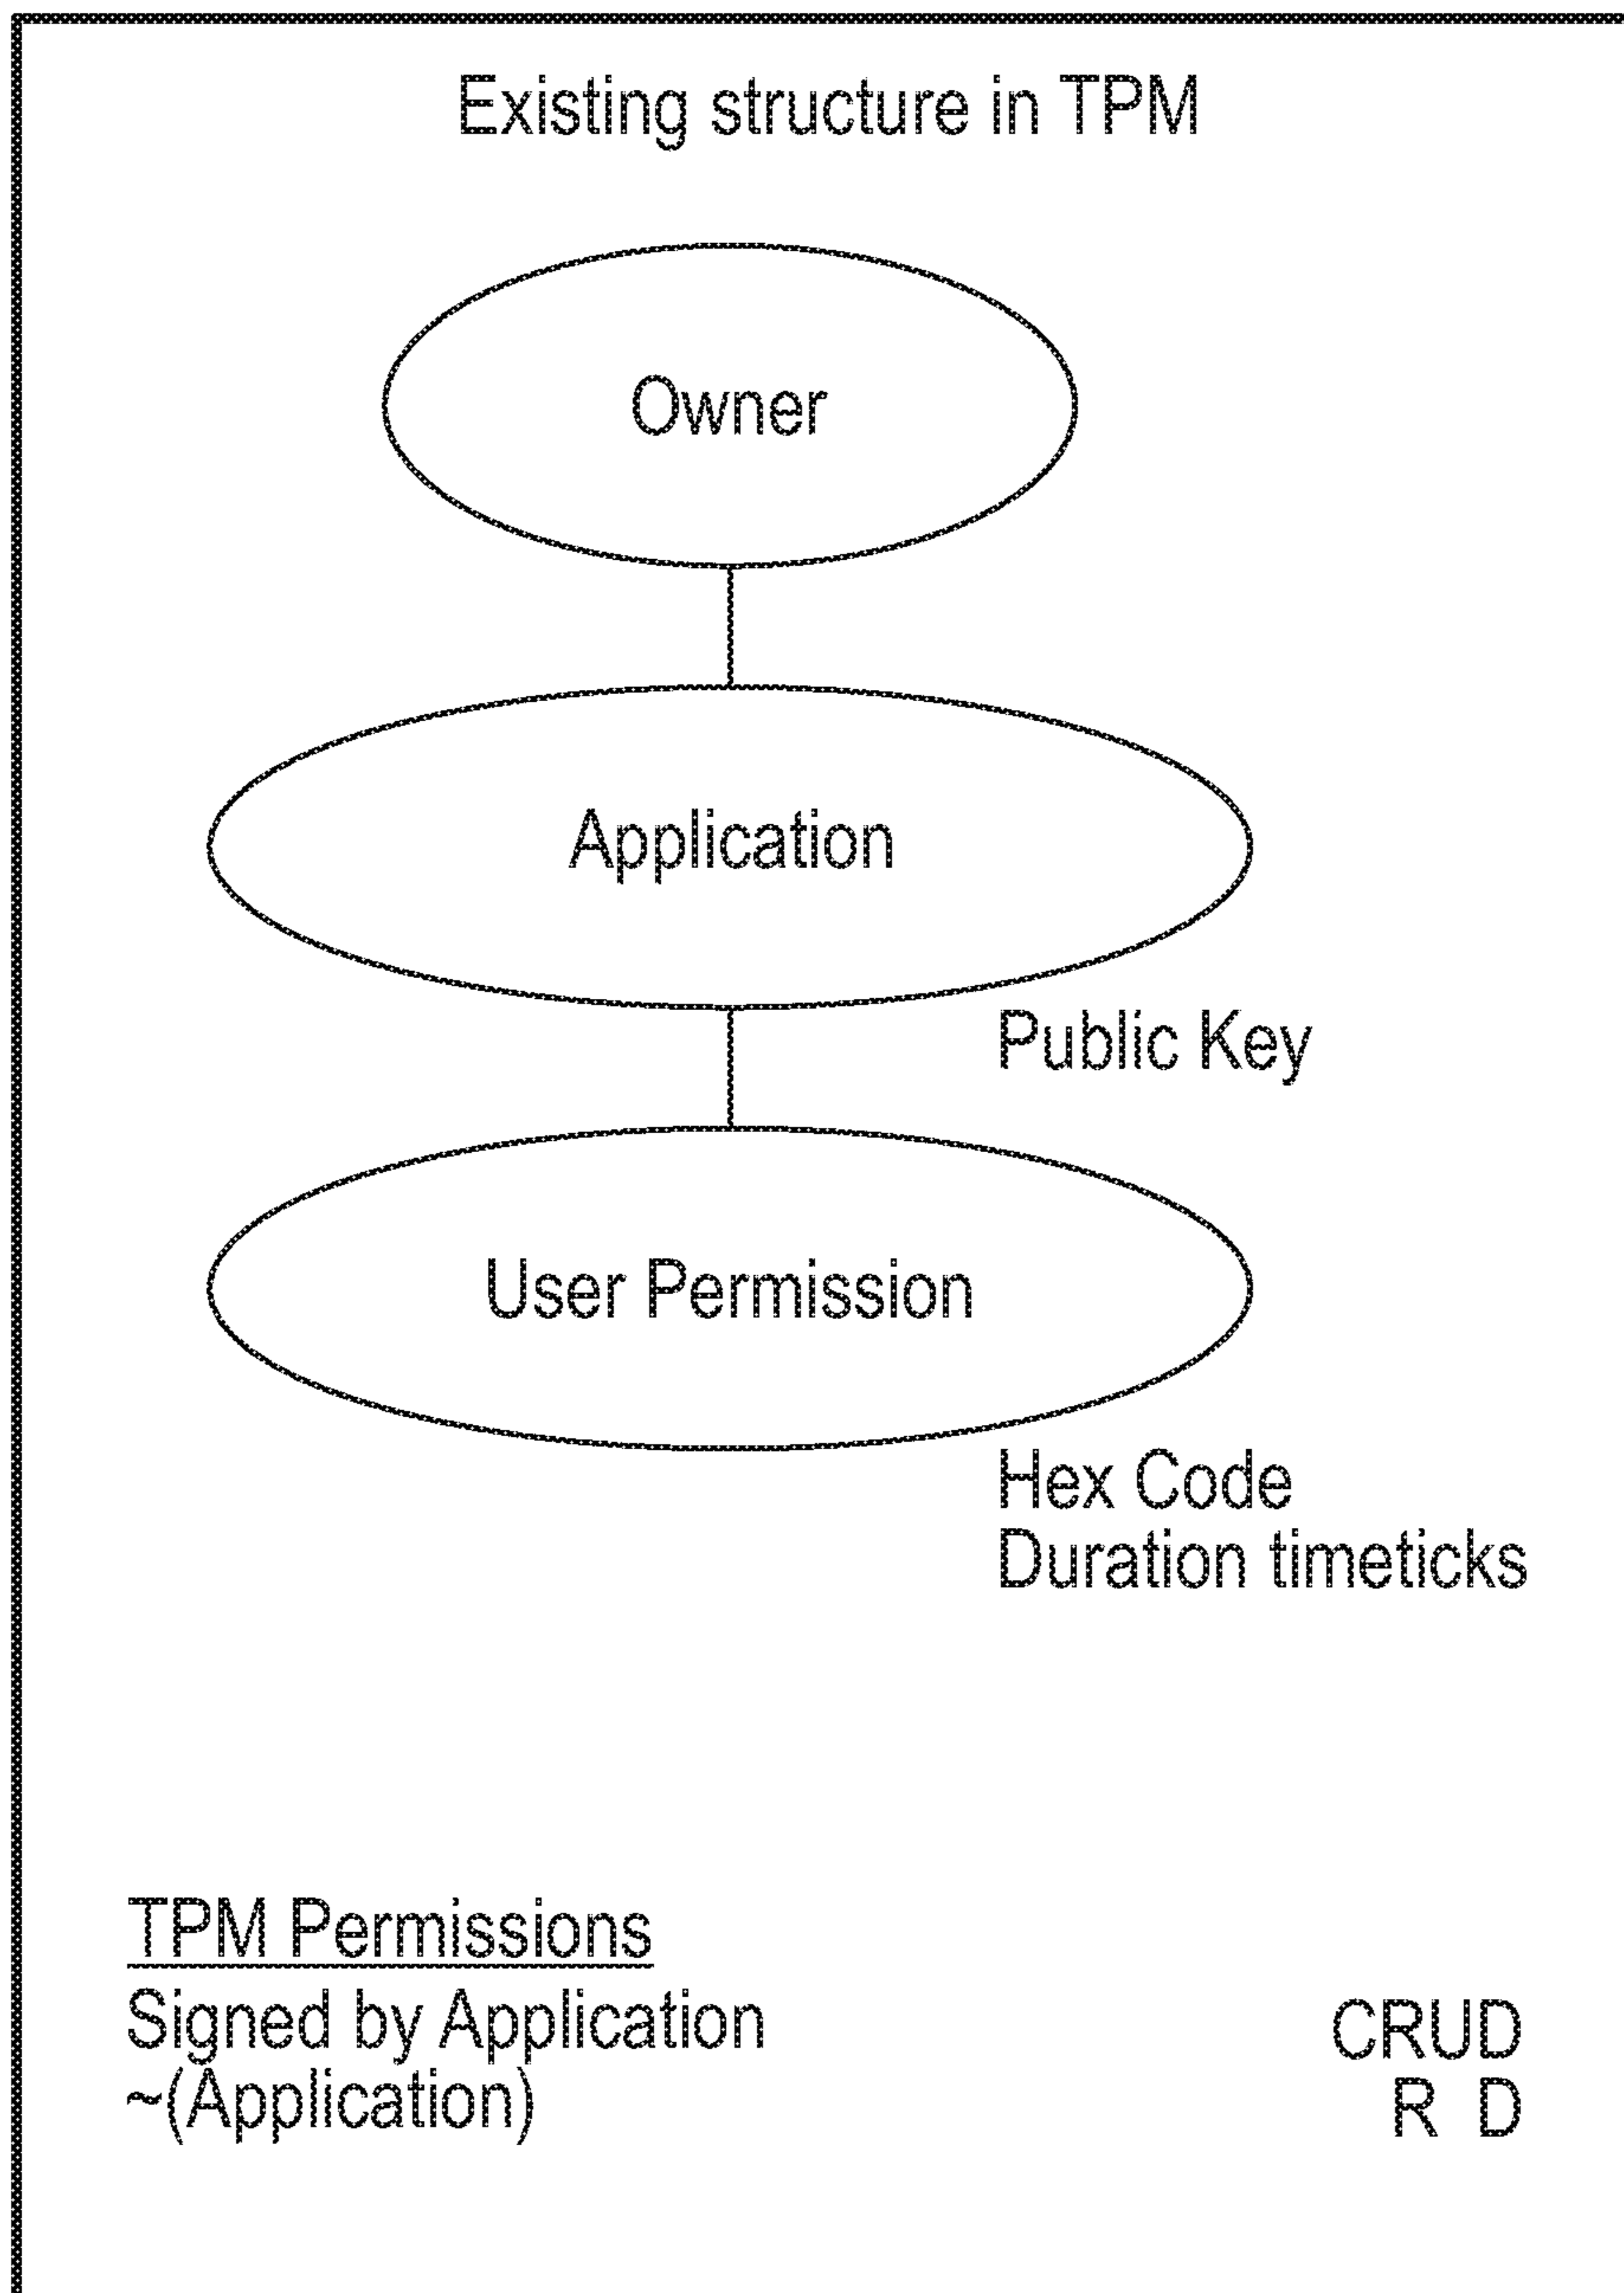 Existing structure in TPM
Owner
Application
Public Key
User Permission
Hex Code
Duration timeticks
TPM Permissions
Signed by Application CRUD
~(Application) R D